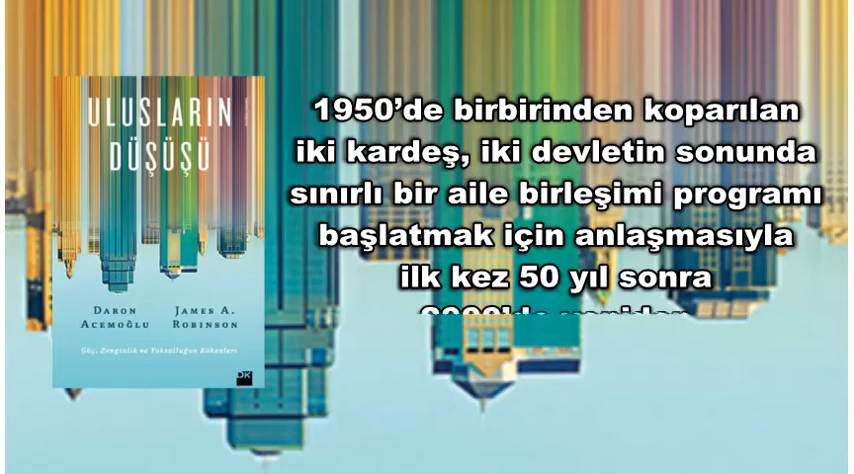 ULUSLARIN
DÜŞÜŞÜ
DARON
ACEMOĞLU
JAMES A.
ROBINSON
Güç, Zenginlik ve Yoksulluğun Kökenleri
DK
1950’de birbirinden koparılan
iki kardeş, iki devletin sonunda
sınırlı bir aile birleşimi programı
başlatmak için anlaşmasıyla
ilk kez 50 yıl sonra